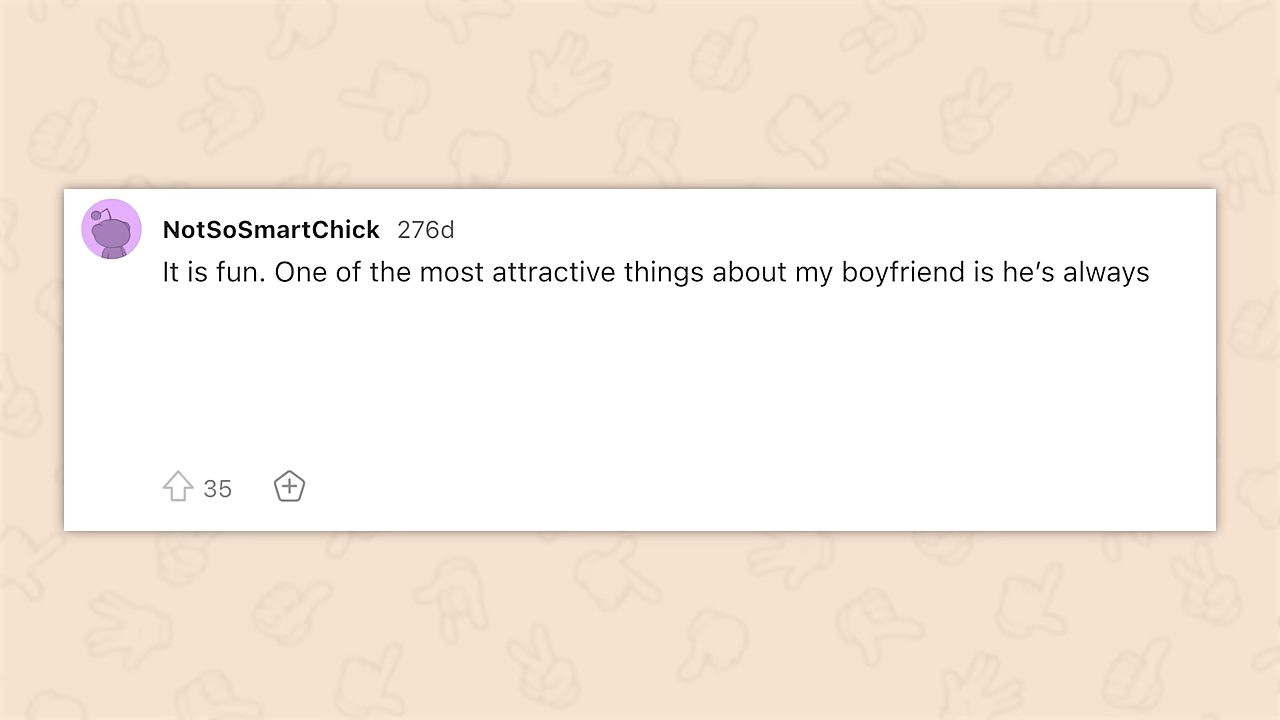 NotSoSmartChick 276d
It is fun. One of the most attractive things about my boyfriend is he’s always
35